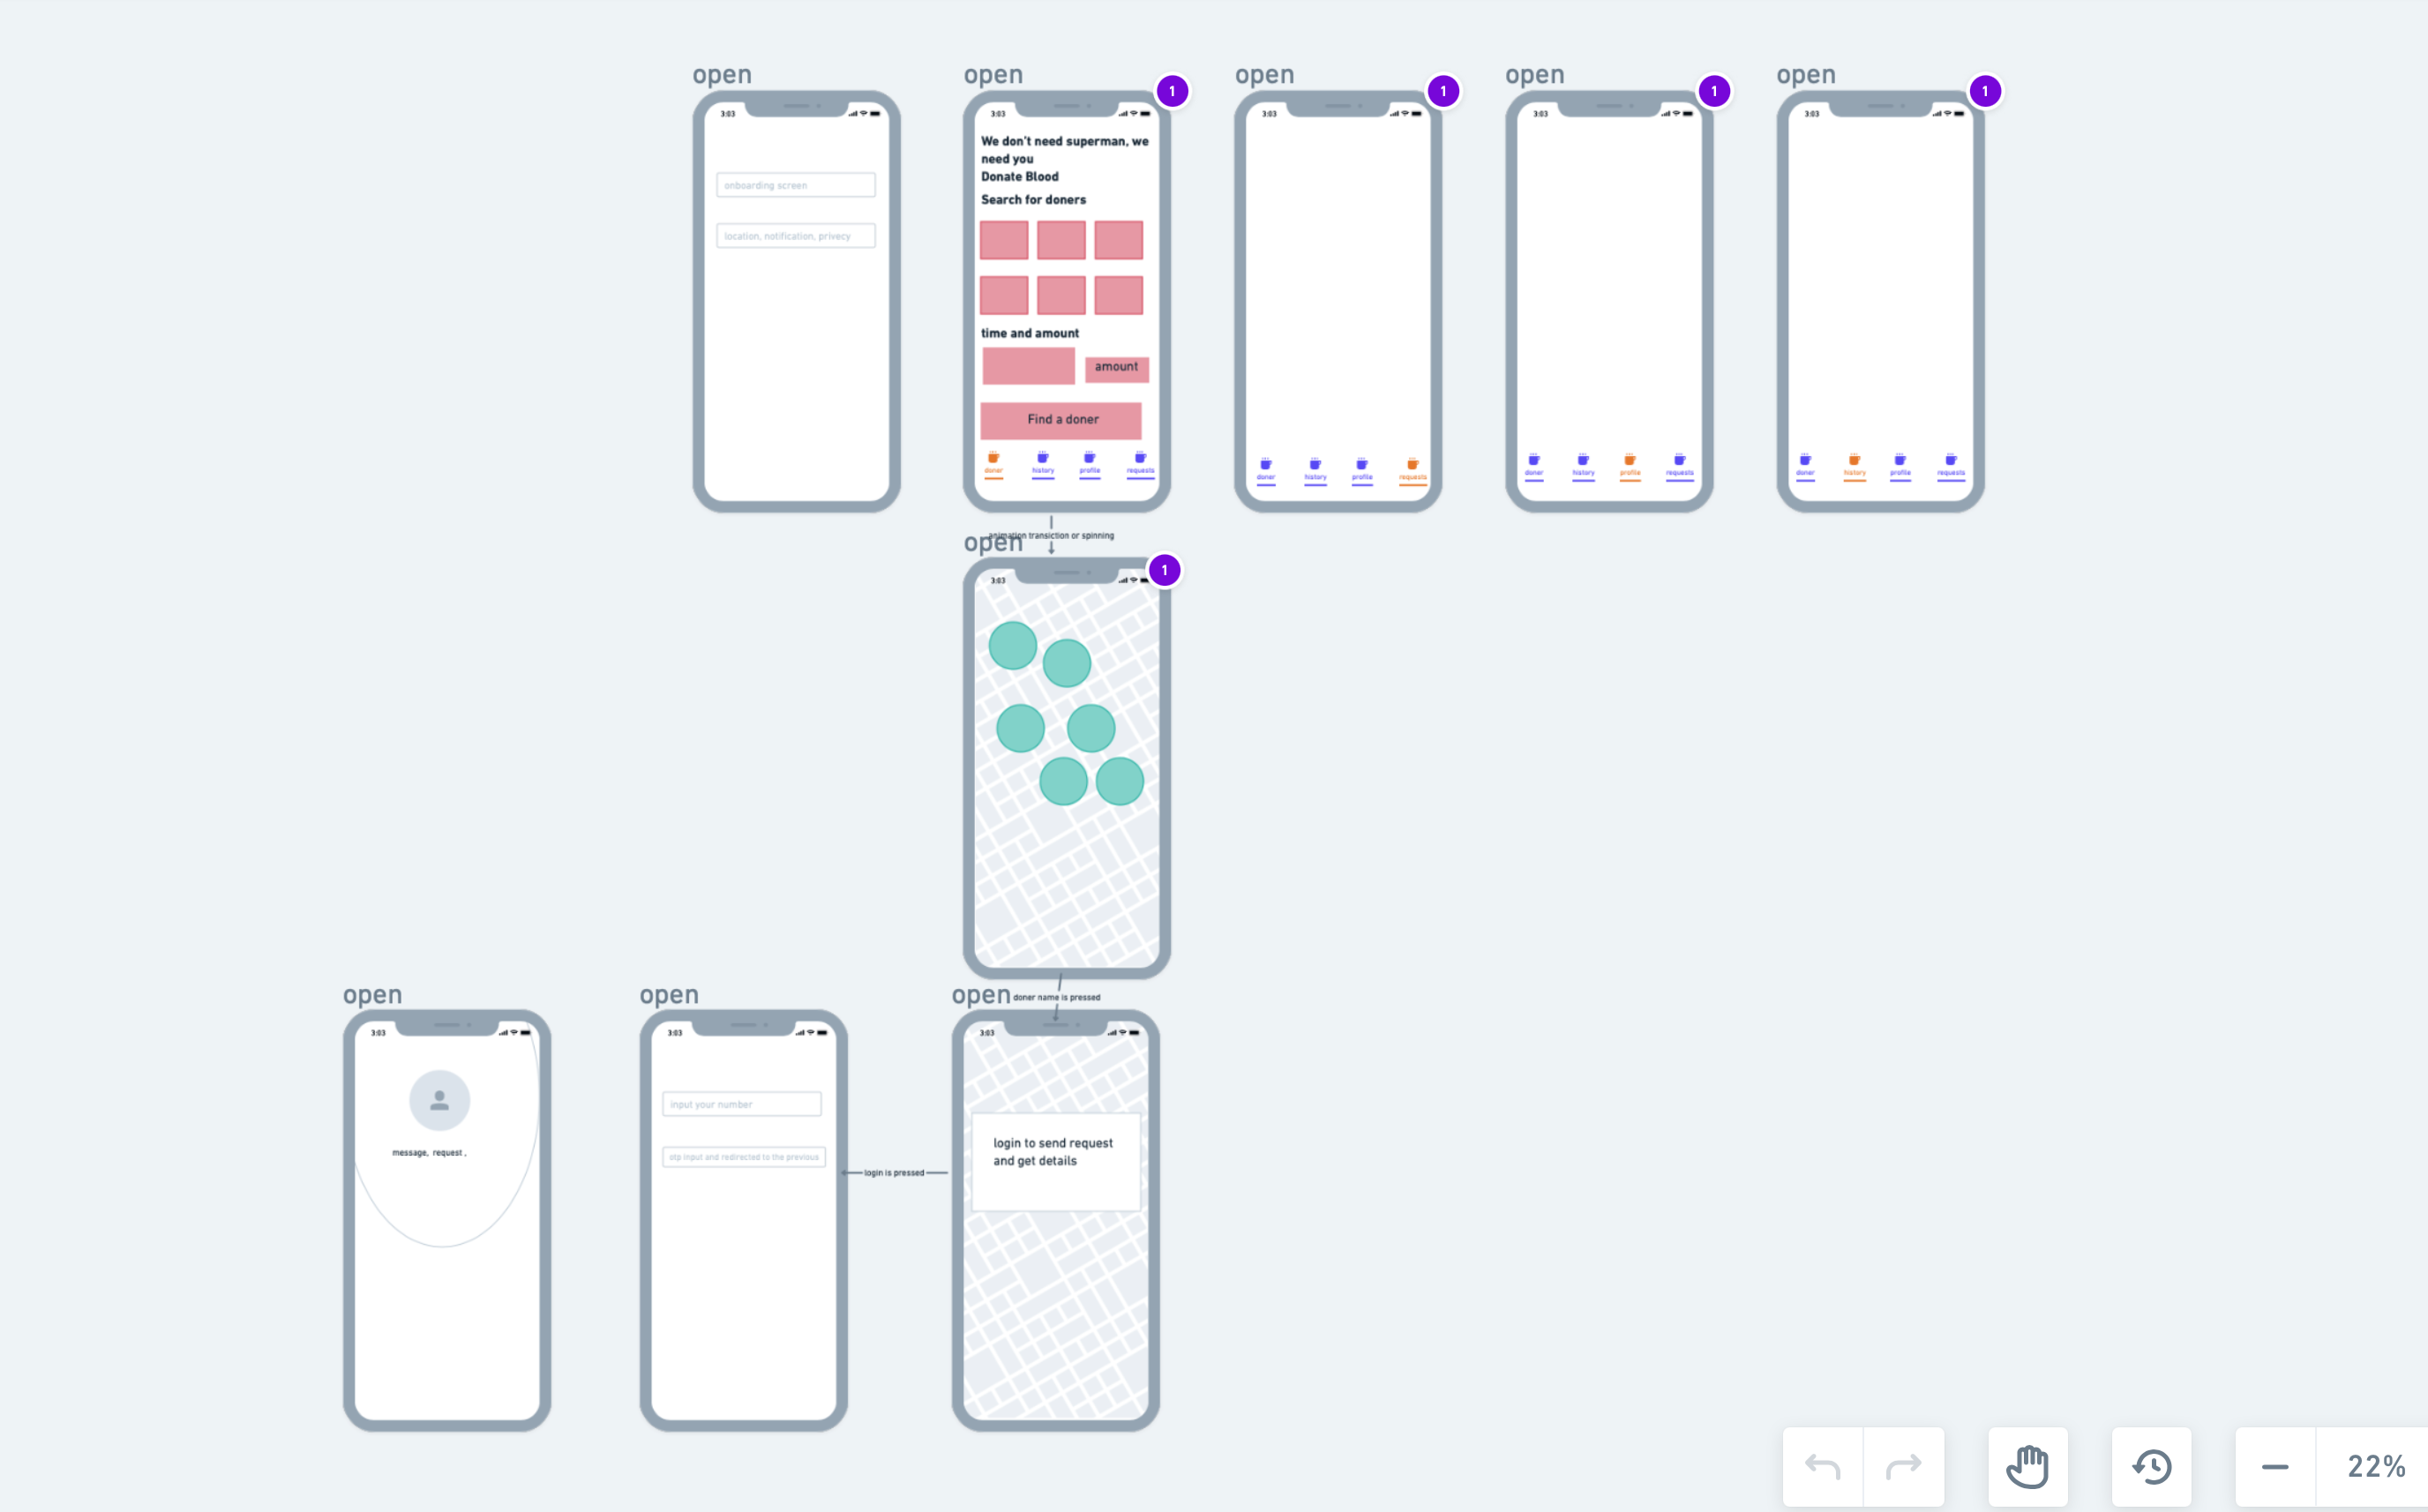 open
open
open
open
open
3:03
onboarding screen
location, notification, privecy
1
3:03
We don't need superman, we
need you
Donate Blood
Search for doners
time and amount
amount
Find a doner
doner history profile requests
1
3:03
doner history profile requests
1
3:03
doner history profile requests
1
3:03
doner history profile requests
animation transiction or spinning
open
1
3:03
doner name is pressed
open
3:03
message, request ,
open
3:03
input your number
otp input and redirected to the previous
login is pressed
open
3:03
login to send request
and get details
22%